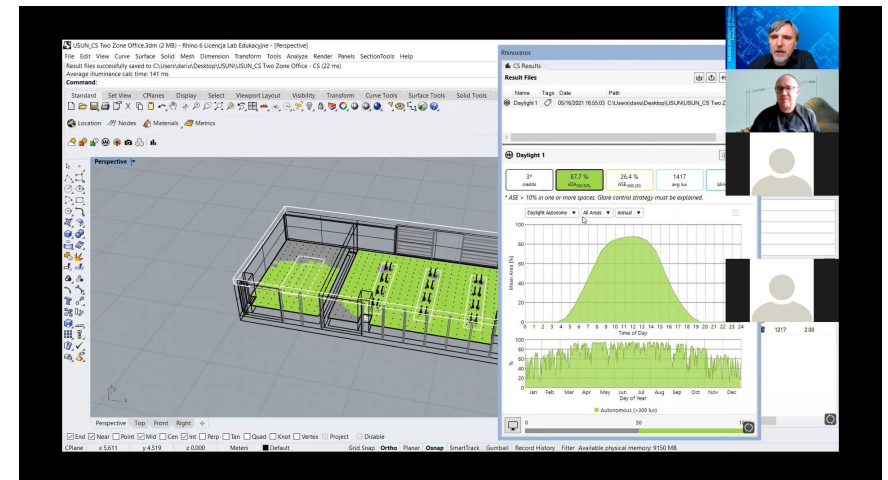 USUN_CS Two Zone Office.3dm (2 MB) - Rhino 6 Licencja Lab Edukacyjne - [Perspective]
File Edit View Curve Surface Solid Mesh Dimension Transform Tools Analyze Render Panels SectionTools Help
Result files successfully saved to C:\Users\dariu\Desktop\USUN\USUN_CS Two Zone Office - CS (22 ms)
Average illuminance calc time: 141 ms
Command:
Standard Set View CPlanes Display Select Viewport Layout Visibility Transform Curve Tools Surface Tools Solid Tools
Location Nodes Materials Metrics
Perspective
Rhinoceros
CS Results
Result Files
Name Tags Date Path
Daylight 1 05/16/2021 16:55:03 C:\Users\dariu\Desktop\USUN\USUN_CS Two Z
Daylight 1
3* 87.7 % 26.4 % 1417
credits sDA300,50% ASE1000,250 avg lux blin
* ASE > 10% in one or more spaces. Glare control strategy must be explained.
Daylight Autonomy All Areas Annual
Mean Area [%]
100
80
60
40
20
0
0 1 2 3 4 5 6 7 8 9 10 11 12 13 14 15 16 17 18 19 20 21 22 23 24
Time of Day
%
100
80
60
40
20
0
Jan Feb Mar Apr May Jun Jul Aug Sep Oct Nov Dec
Day of Year
Autonomous (>300 lux)
0 50
1217 2.00
y
x
Perspective Top Front Right
End Near Point Mid Cen Int Perp Tan Quad Knot Vertex Project Disable
CPlane x 5.611 y 4.519 z 0.000 Meters Default Grid Snap Ortho Planar Osnap SmartTrack Gumball Record History Filter Available physical memory: 9150 MB